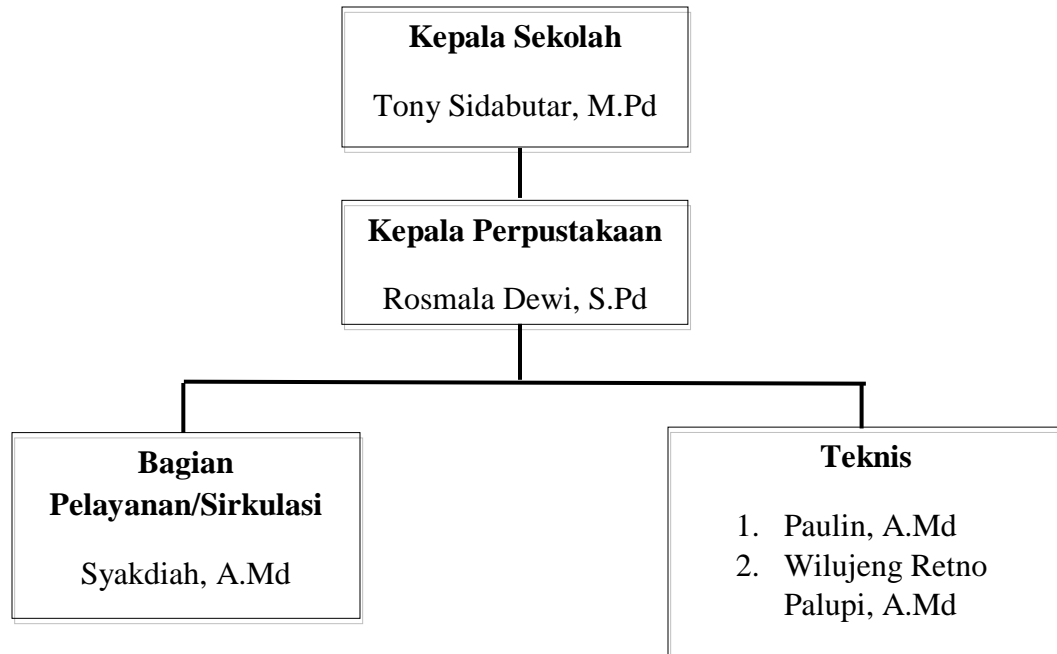 Kepala Sekolah
Tony Sidabutar, M.Pd
Kepala Perpustakaan
Rosmala Dewi, S.Pd
Bagian
Pelayanan/Sirkulasi
Syakdiah, A.Md
Teknis
1. Paulin, A.Md
2. Wilujeng Retno
Palupi, A.Md